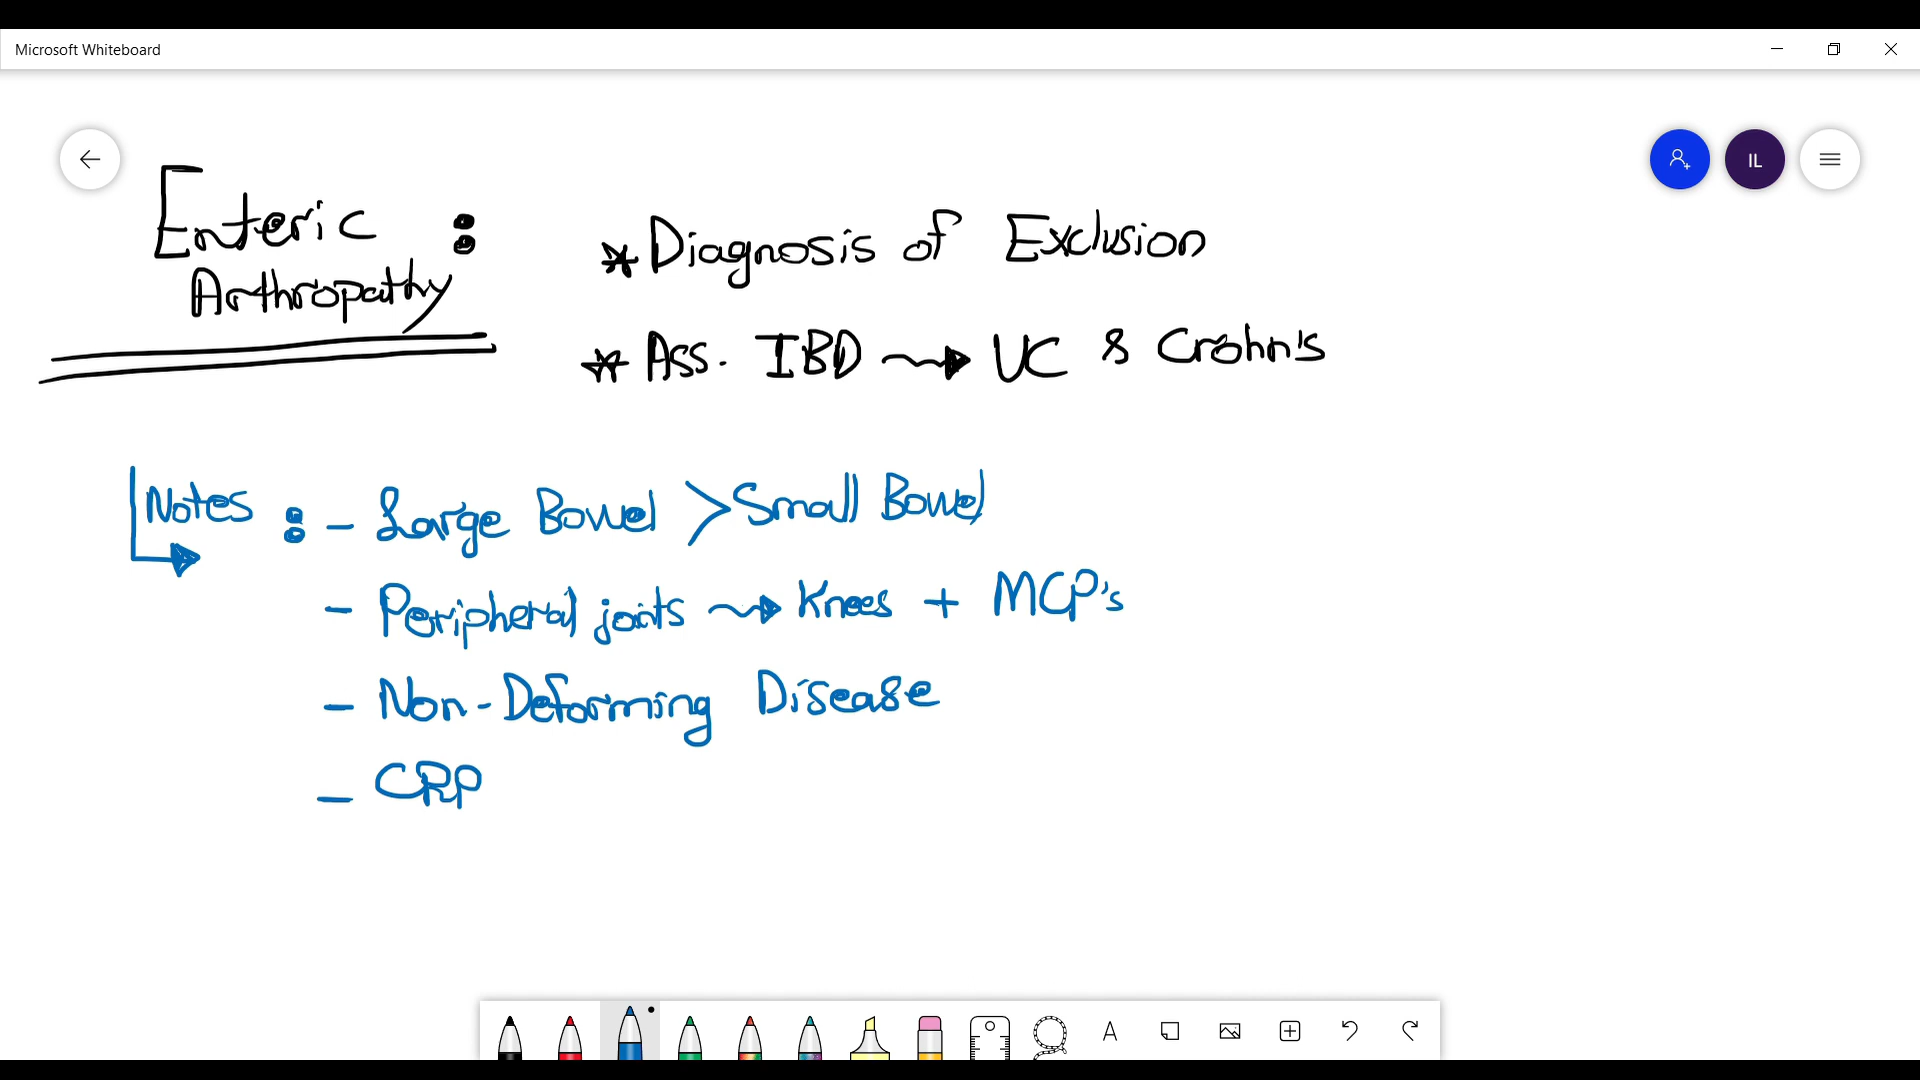 Microsoft Whiteboard
IL
Enteric :
Arthropathy
* Diagnosis of Exclusion
* Ass. IBD → UC & Crohn's
Notes : - Large Bowel > Small Bowel
- Peripheral joints → Knees + MCP's
- Non-Deforming Disease
- CRP
A